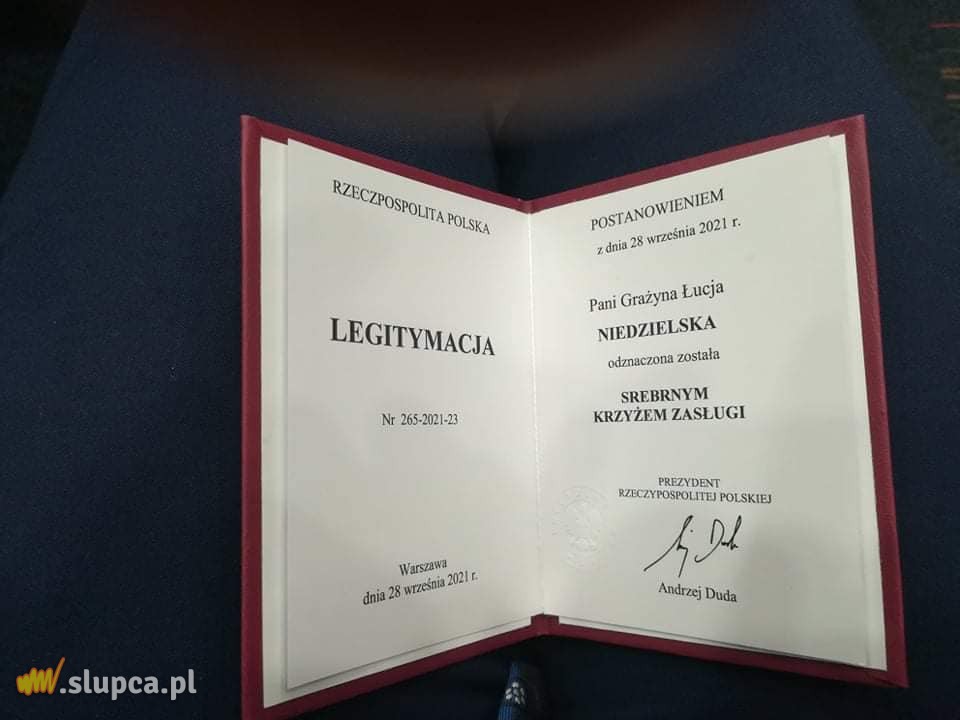 RZECZPOSPOLITA POLSKA
LEGITYMACJA
Nr 265-2021-23
Warszawa
dnia 28 września 2021 r.
POSTANOWIENIEM
z dnia 28 września 2021 r.
Pani Grażyna Łucja
NIEDZIELSKA
odznaczona została
SREBRNYM
KRZYŻEM ZASŁUGI
PREZYDENT
RZECZYPOSPOLITEJ POLSKIEJ
Andrzej Duda
.slupca.pl